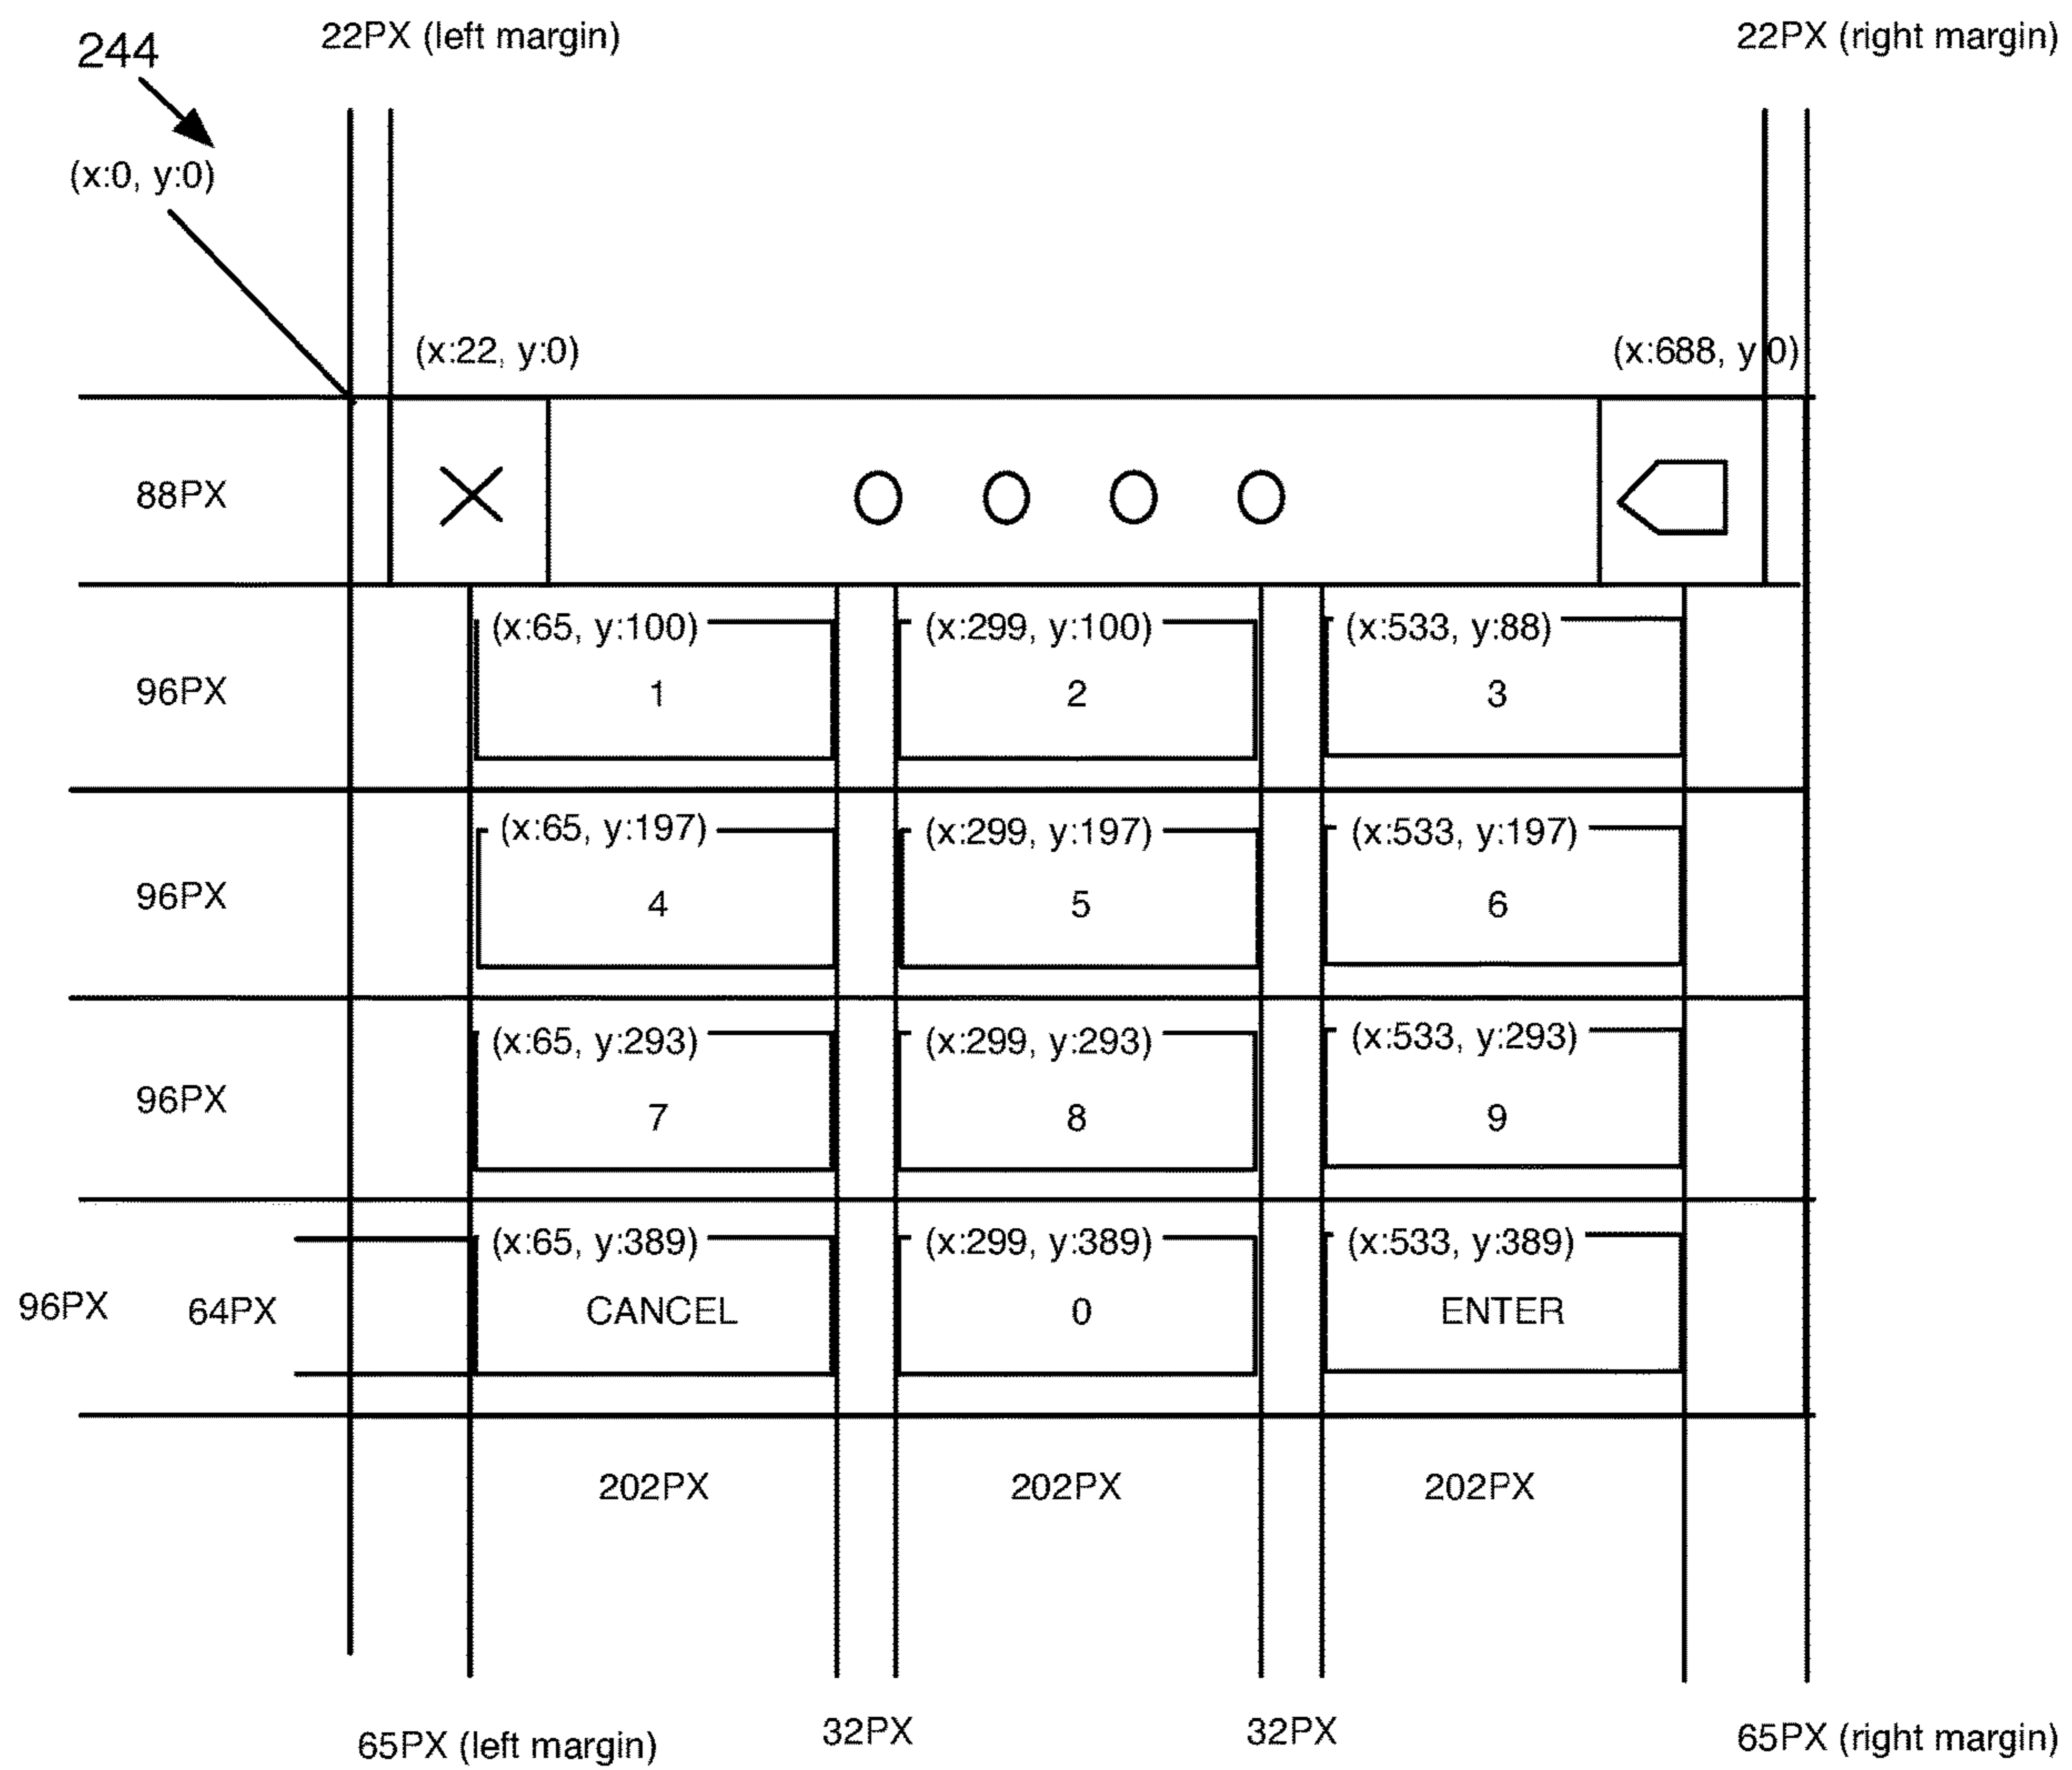 244
22PX (left margin)
22PX (right margin)
(x:0, y:0)
(x:22, y:0)
(x:688, y:0)
88PX
96PX
(x:65, y:100)
(x:299, y:100)
(x:533, y:88)
1
2
3
96PX
(x:65, y:197)
(x:299, y:197)
(x:533, y:197)
4
5
6
96PX
(x:65, y:293)
(x:299, y:293)
(x:533, y:293)
7
8
9
96PX
64PX
(x:65, y:389)
(x:299, y:389)
(x:533, y:389)
CANCEL
0
ENTER
202PX
202PX
202PX
65PX (left margin)
32PX
32PX
65PX (right margin)